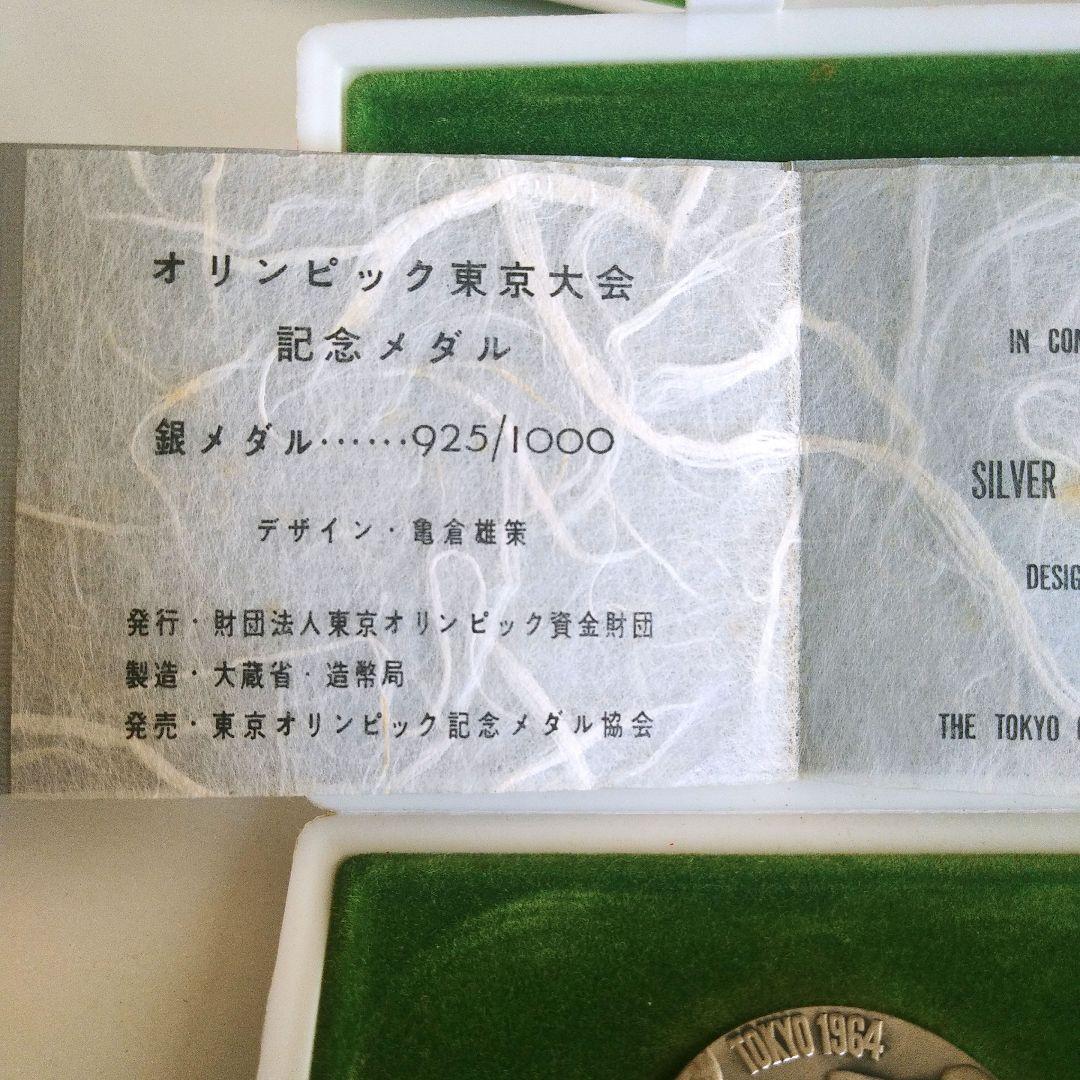 オリンピック東京大会
記念メダル
銀メダル……925/1000
デザイン・亀倉雄策
発行・財団法人東京オリンピック資金財団
製造・大蔵省・造幣局
発売・東京オリンピック記念メダル協会
IN
SILVER
THE TOKYO
TOKYO 1964